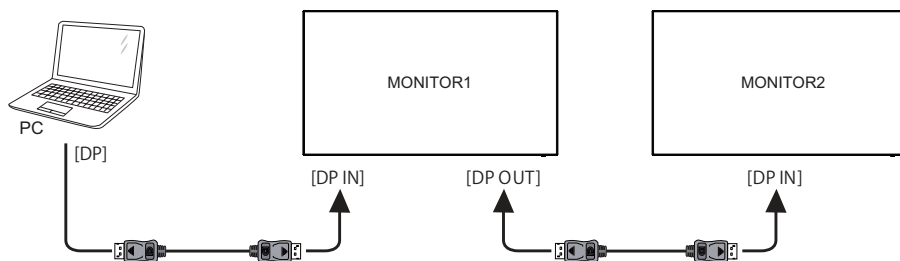 MONITOR1
MONITOR2
PC
[DP]
[DP IN]
[DP OUT]
[DP IN]